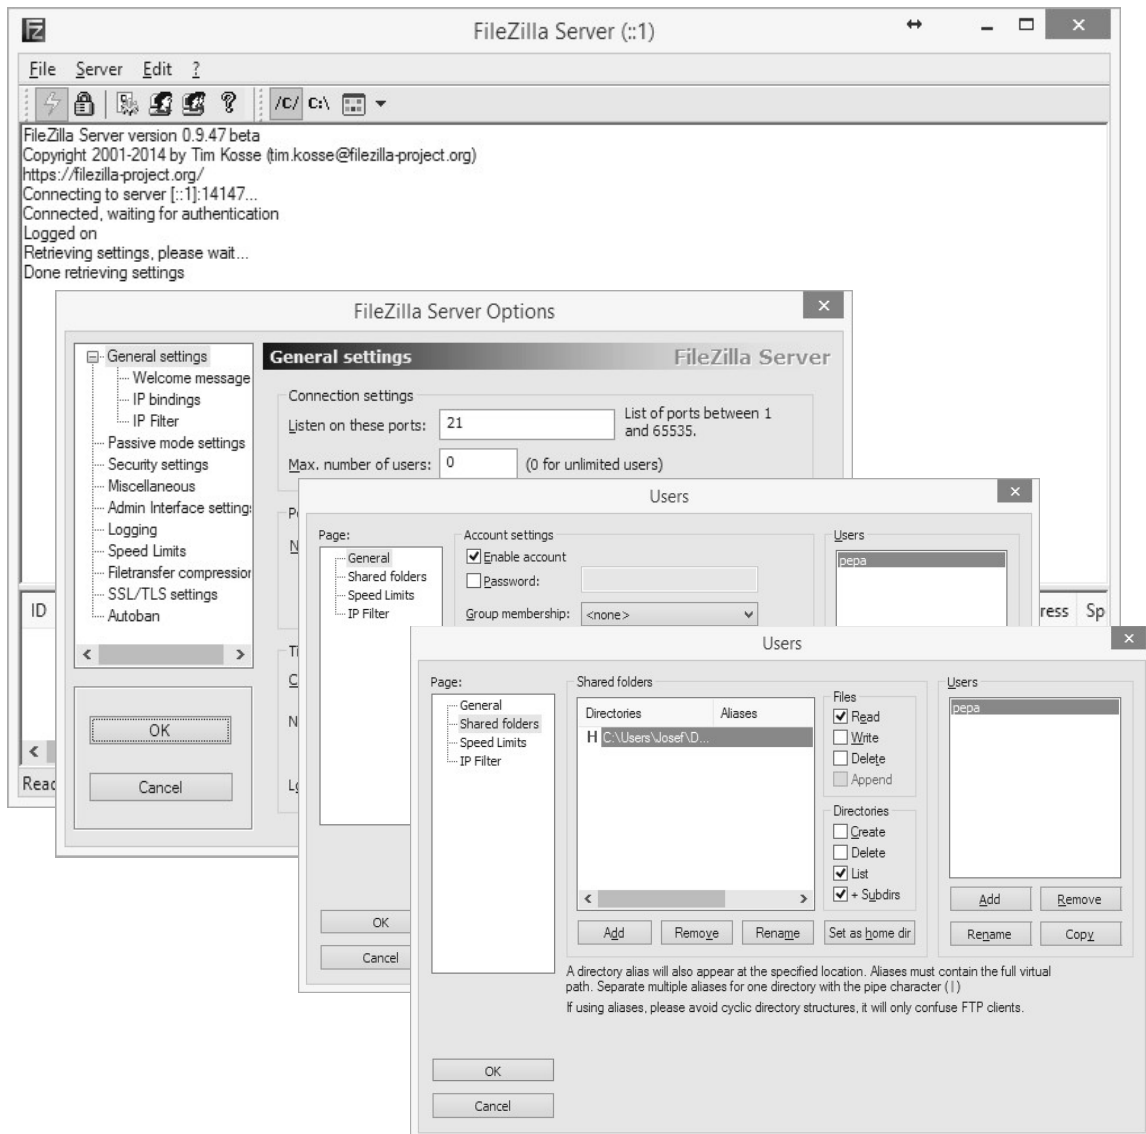 FileZilla Server (::1)
File Server Edit ?
/C/ C:\
FileZilla Server version 0.9.47 beta
Copyright 2001-2014 by Tim Kosse (tim.kosse@filezilla-project.org)
https://filezilla-project.org/
Connecting to server [::1]:14147...
Connected, waiting for authentication
Logged on
Retrieving settings, please wait...
Done retrieving settings
ID
ress Sp
Read
FileZilla Server Options
General settings
Welcome message
IP bindings
IP Filter
Passive mode settings
Security settings
Miscellaneous
Admin Interface setting
Logging
Speed Limits
Filetransfer compression
SSL/TLS settings
Autoban
OK
Cancel
General settings FileZilla Server
Connection settings
Listen on these ports: 21 List of ports between 1
and 65535.
Max. number of users: 0 (0 for unlimited users)
Users
Page:
General
Shared folders
Speed Limits
IP Filter
Account settings
Enable account
Password:
Group membership: <none>
Users
pepa
OK
Cancel
Users
Page:
General
Shared folders
Speed Limits
IP Filter
Shared folders
Directories Aliases
H C:\Users\Josef\D...
Files
Read
Write
Delete
Append
Directories
Create
Delete
List
+ Subdirs
Add Remove Rename Set as home dir
Users
pepa
Add Remove
Rename Copy
A directory alias will also appear at the specified location. Aliases must contain the full virtual
path. Separate multiple aliases for one directory with the pipe character (|)
If using aliases, please avoid cyclic directory structures, it will only confuse FTP clients.
OK
Cancel